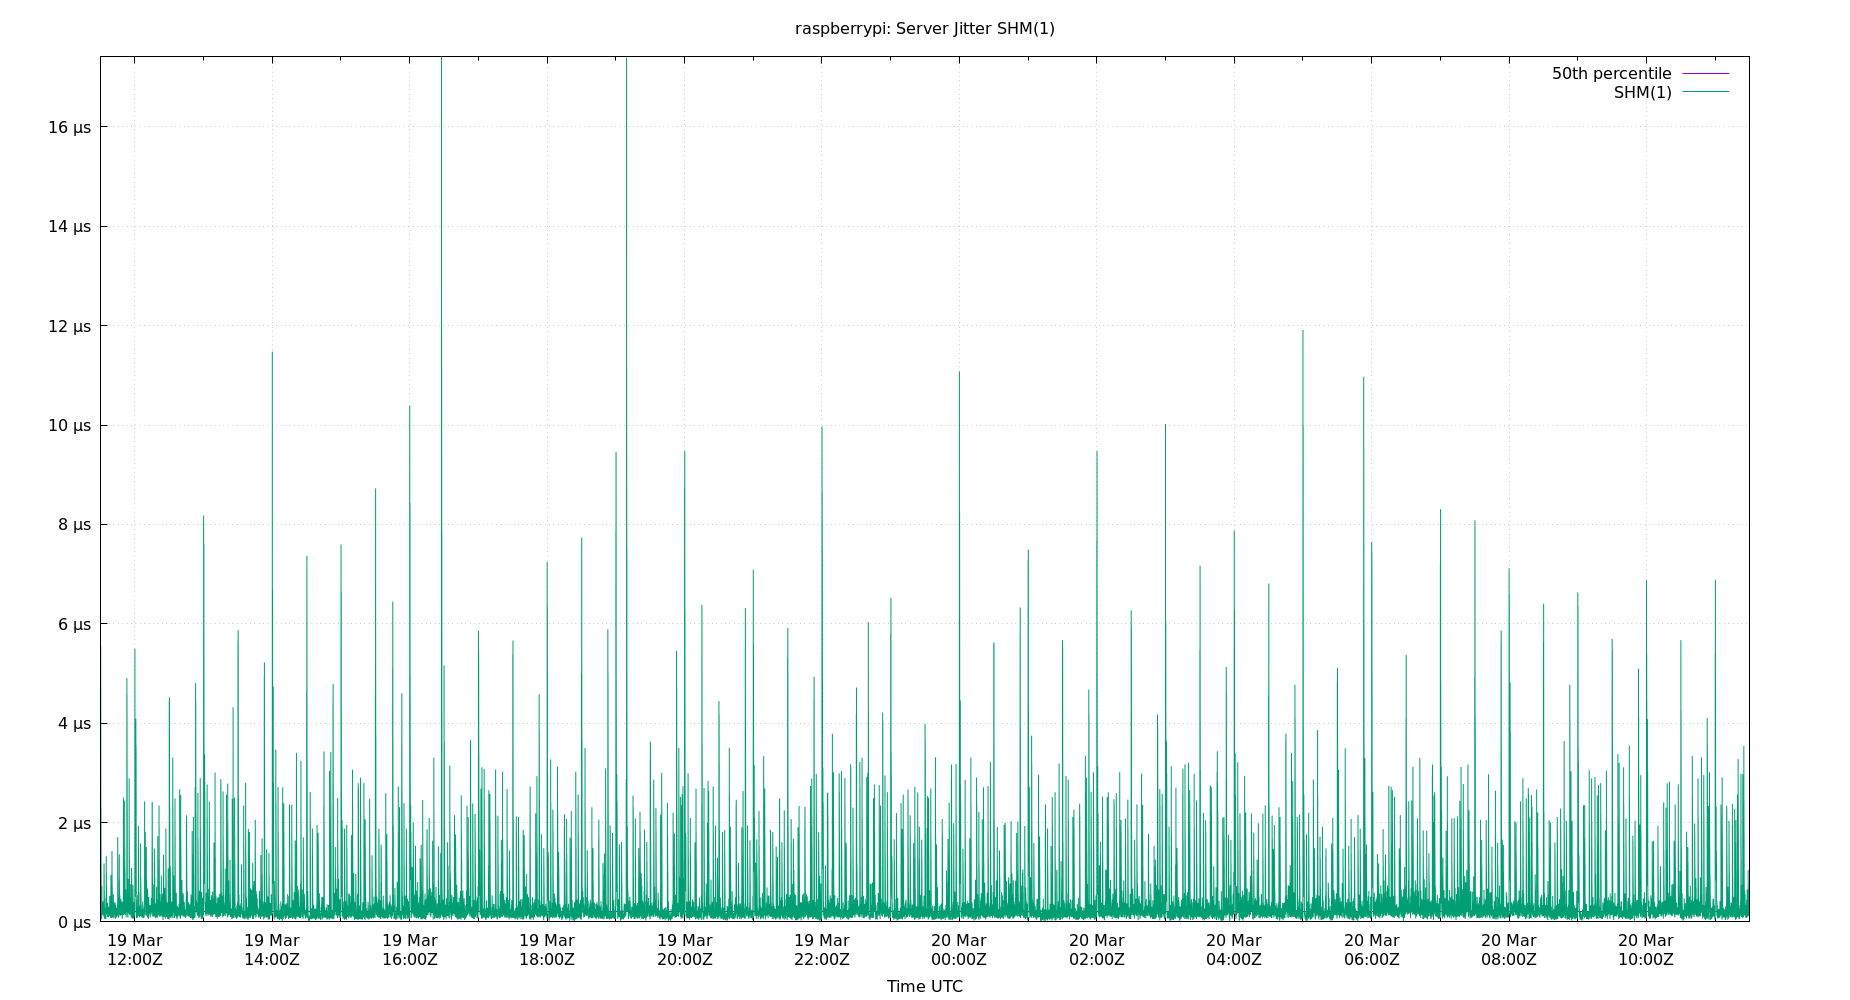 raspberrypi: Server Jitter SHM(1)
50th percentile
SHM(1)
16 µs
14 µs
12 µs
10 µs
8 µs
6 µs
4 µs
2 µs
0 µs
19 Mar 19 Mar 19 Mar 19 Mar 19 Mar 19 Mar 20 Mar 20 Mar 20 Mar 20 Mar 20 Mar 20 Mar
12:00Z 14:00Z 16:00Z 18:00Z 20:00Z 22:00Z 00:00Z 02:00Z 04:00Z 06:00Z 08:00Z 10:00Z
Time UTC